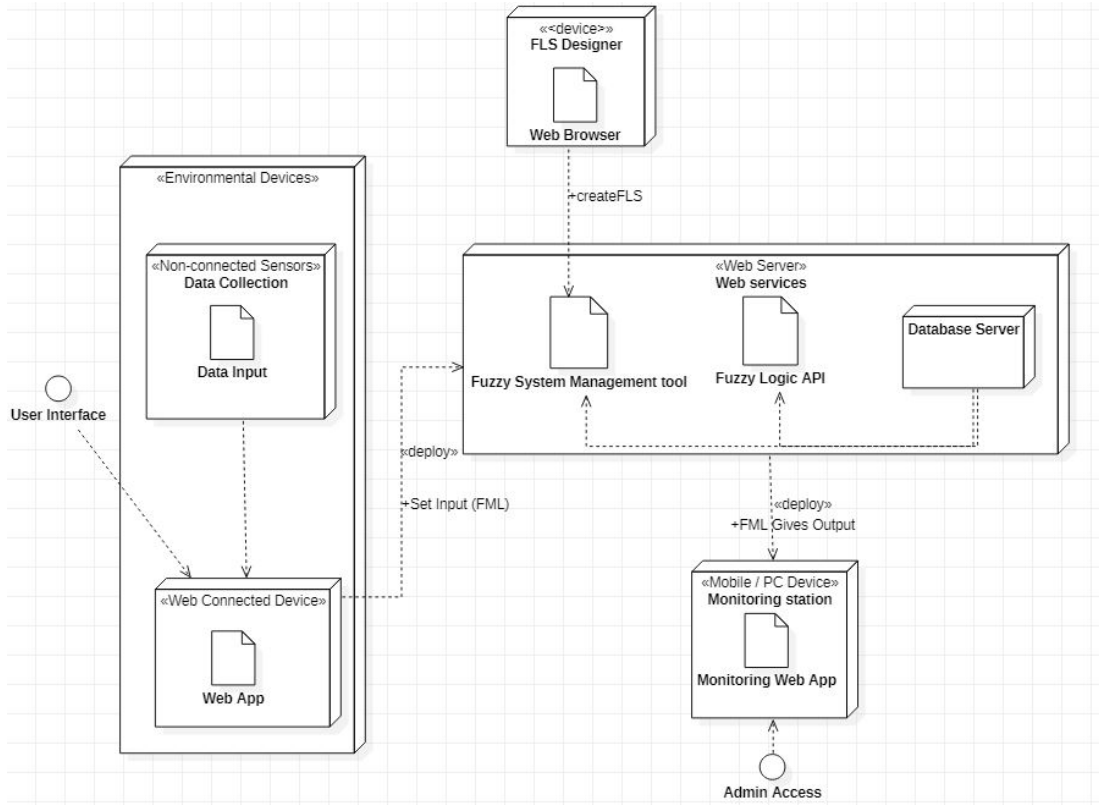 «<device>»
FLS Designer
Web Browser
+createFLS
«Environmental Devices»
«Non-connected Sensors»
Data Collection
Data Input
User Interface
«Web Connected Device»
Web App
«deploy»
+Set Input (FML)
«Web Server»
Web services
Fuzzy System Management tool
Fuzzy Logic API
Database Server
«deploy»
+FML Gives Output
«Mobile / PC Device»
Monitoring station
Monitoring Web App
Admin Access